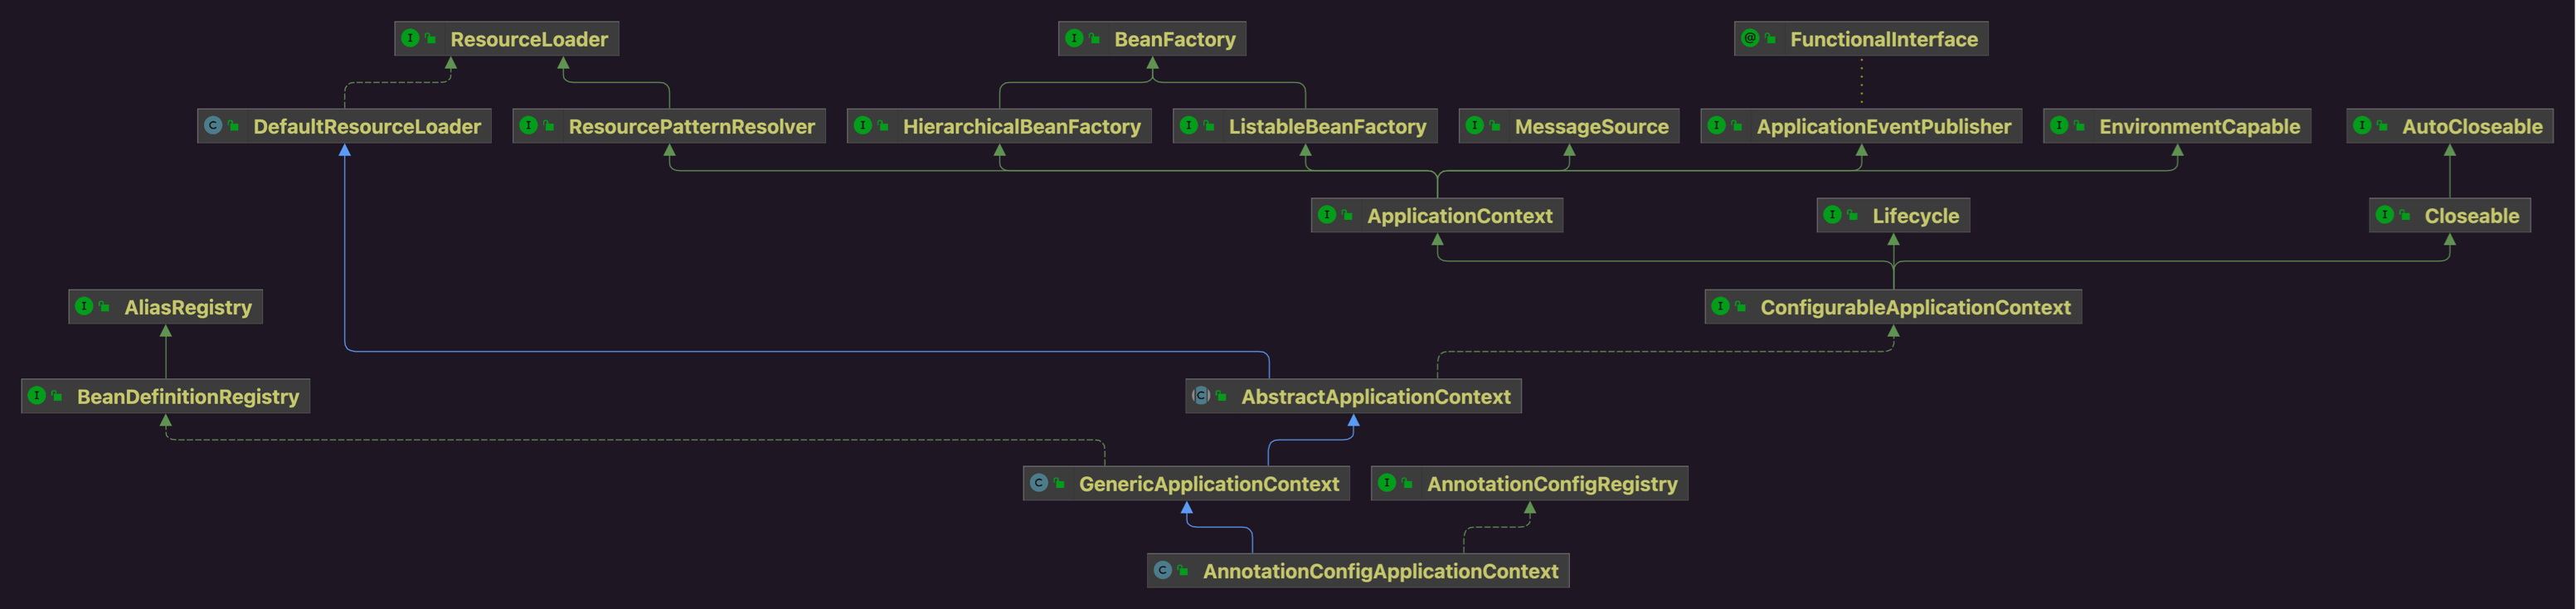 ResourceLoader
BeanFactory
FunctionalInterface
DefaultResourceLoader
ResourcePatternResolver
HierarchicalBeanFactory
ListableBeanFactory
MessageSource
ApplicationEventPublisher
EnvironmentCapable
AutoCloseable
ApplicationContext
Lifecycle
Closeable
AliasRegistry
ConfigurableApplicationContext
BeanDefinitionRegistry
AbstractApplicationContext
GenericApplicationContext
AnnotationConfigRegistry
AnnotationConfigApplicationContext